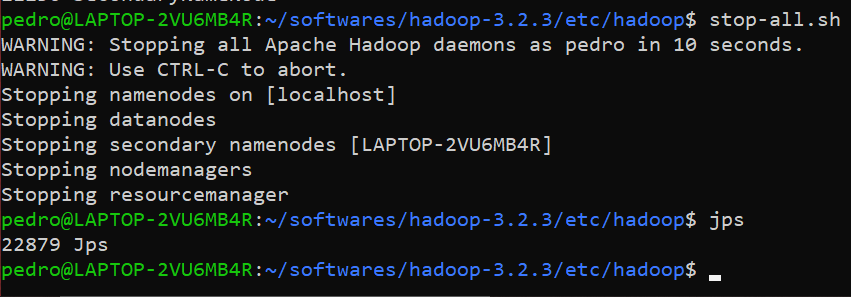 pedro@LAPTOP-2VU6MB4R:~/softwares/hadoop-3.2.3/etc/hadoop$ stop-all.sh
WARNING: Stopping all Apache Hadoop daemons as pedro in 10 seconds.
WARNING: Use CTRL-C to abort.
Stopping namenodes on [localhost]
Stopping datanodes
Stopping secondary namenodes [LAPTOP-2VU6MB4R]
Stopping nodemanagers
Stopping resourcemanager
pedro@LAPTOP-2VU6MB4R:~/softwares/hadoop-3.2.3/etc/hadoop$ jps
22879 Jps
pedro@LAPTOP-2VU6MB4R:~/softwares/hadoop-3.2.3/etc/hadoop$